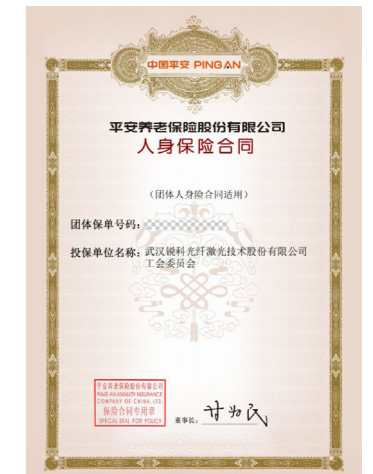 中国平安 PING AN
平安养老保险股份有限公司
人身保险合同
（团体人身险合同适用）
团体保单号码：
投保单位名称：武汉锐科光纤激光技术股份有限公司
工会委员会
平安养老保险股份有限公司
PING AN ANNUITY INSURANCE
COMPANY OF CHINA, LTD.
保险合同专用章
SPECIAL SEAL FOR POLICY
董事长：甘为民